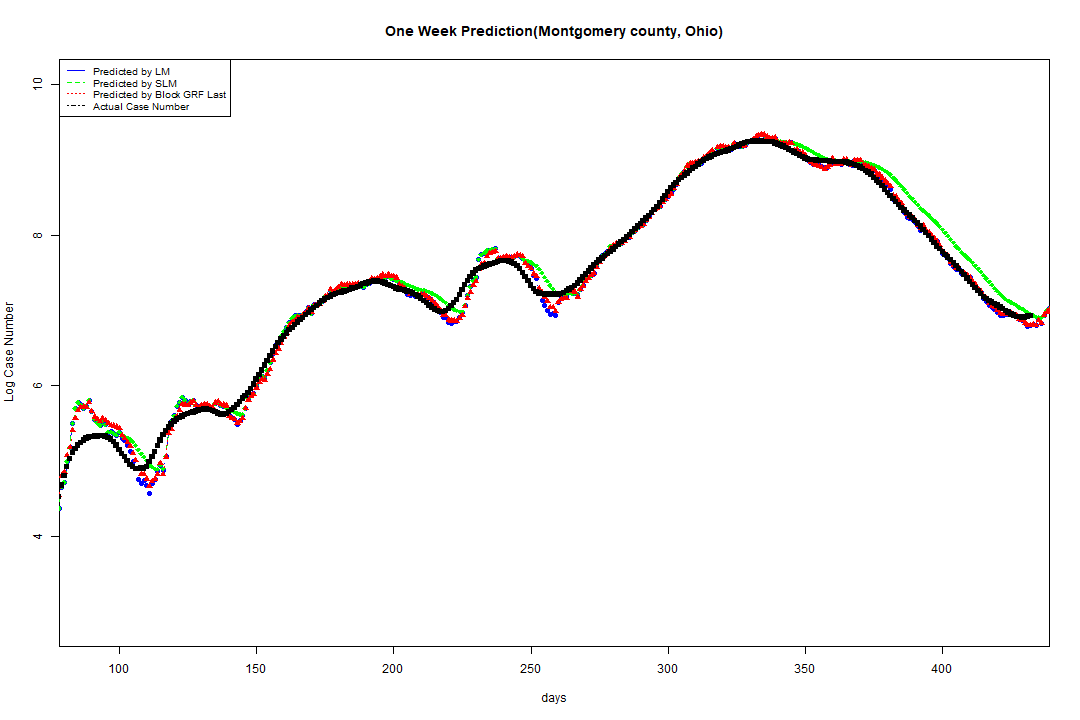 One Week Prediction(Montgomery county, Ohio)
Predicted by LM
Predicted by SLM
Predicted by Block GRF Last
Actual Case Number
10
8
6
4
Log Case Number
100 150 200 250 300 350 400
days